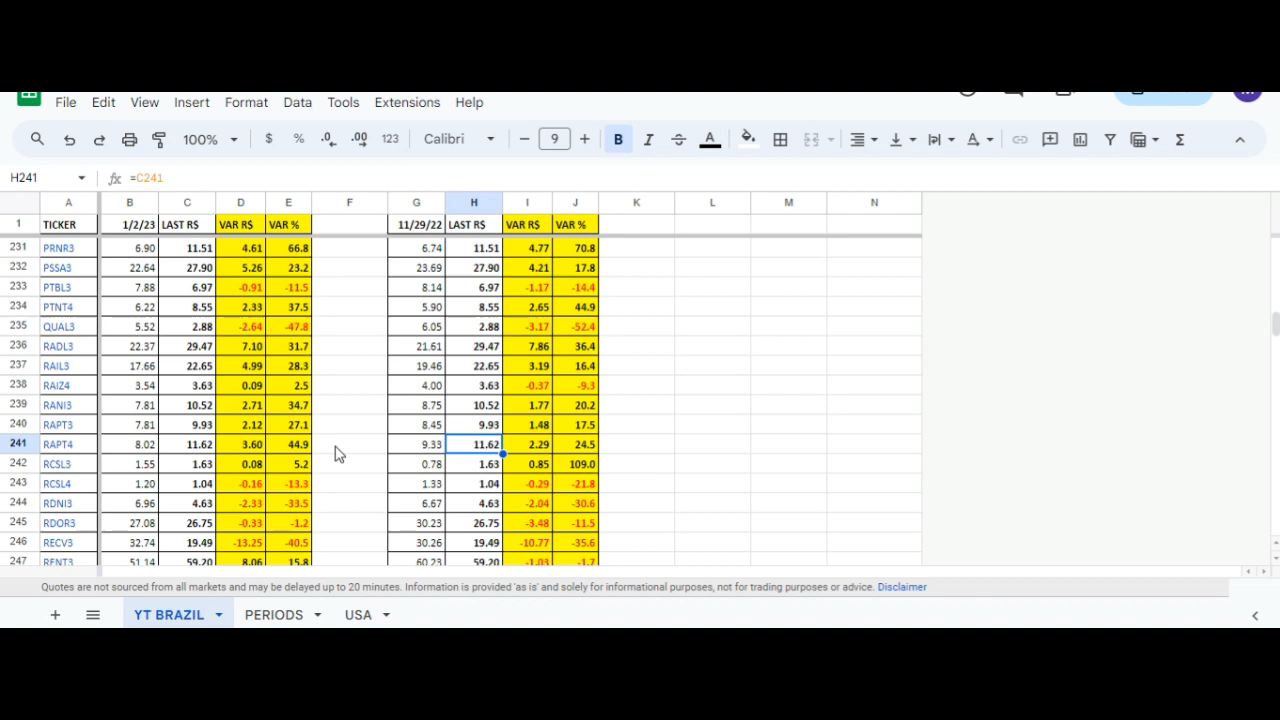 File Edit View Insert Format Data Tools Extensions Help
100% $ % .0 .00 123 Calibri − 9 + B I A Σ
H241 fx =C241
A B C D E F G H I J K L M N
1 TICKER 1/2/23 LAST R$ VAR R$ VAR % 11/29/22 LAST R$ VAR R$ VAR %
231 PRNR3 6.90 11.51 4.61 66.8 6.74 11.51 4.77 70.8
232 PSSA3 22.64 27.90 5.26 23.2 23.69 27.90 4.21 17.8
233 PTBL3 7.88 6.97 -0.91 -11.5 8.14 6.97 -1.17 -14.4
234 PTNT4 6.22 8.55 2.33 37.5 5.90 8.55 2.65 44.9
235 QUAL3 5.52 2.88 -2.64 -47.8 6.05 2.88 -3.17 -52.4
236 RADL3 22.37 29.47 7.10 31.7 21.61 29.47 7.86 36.4
237 RAIL3 17.66 22.65 4.99 28.3 19.46 22.65 3.19 16.4
238 RAIZ4 3.54 3.63 0.09 2.5 4.00 3.63 -0.37 -9.3
239 RANI3 7.81 10.52 2.71 34.7 8.75 10.52 1.77 20.2
240 RAPT3 7.81 9.93 2.12 27.1 8.45 9.93 1.48 17.5
241 RAPT4 8.02 11.62 3.60 44.9 9.33 11.62 2.29 24.5
242 RCSL3 1.55 1.63 0.08 5.2 0.78 1.63 0.85 109.0
243 RCSL4 1.20 1.04 -0.16 -13.3 1.33 1.04 -0.29 -21.8
244 RDNI3 6.96 4.63 -2.33 -33.5 6.67 4.63 -2.04 -30.6
245 RDOR3 27.08 26.75 -0.33 -1.2 30.23 26.75 -3.48 -11.5
246 RECV3 32.74 19.49 -13.25 -40.5 30.26 19.49 -10.77 -35.6
247 RENT3 51.14 59.20 8.06 15.8 60.23 59.20 -1.03 -1.7
Quotes are not sourced from all markets and may be delayed up to 20 minutes. Information is provided 'as is' and solely for informational purposes, not for trading purposes or advice. Disclaimer
+ YT BRAZIL PERIODS USA